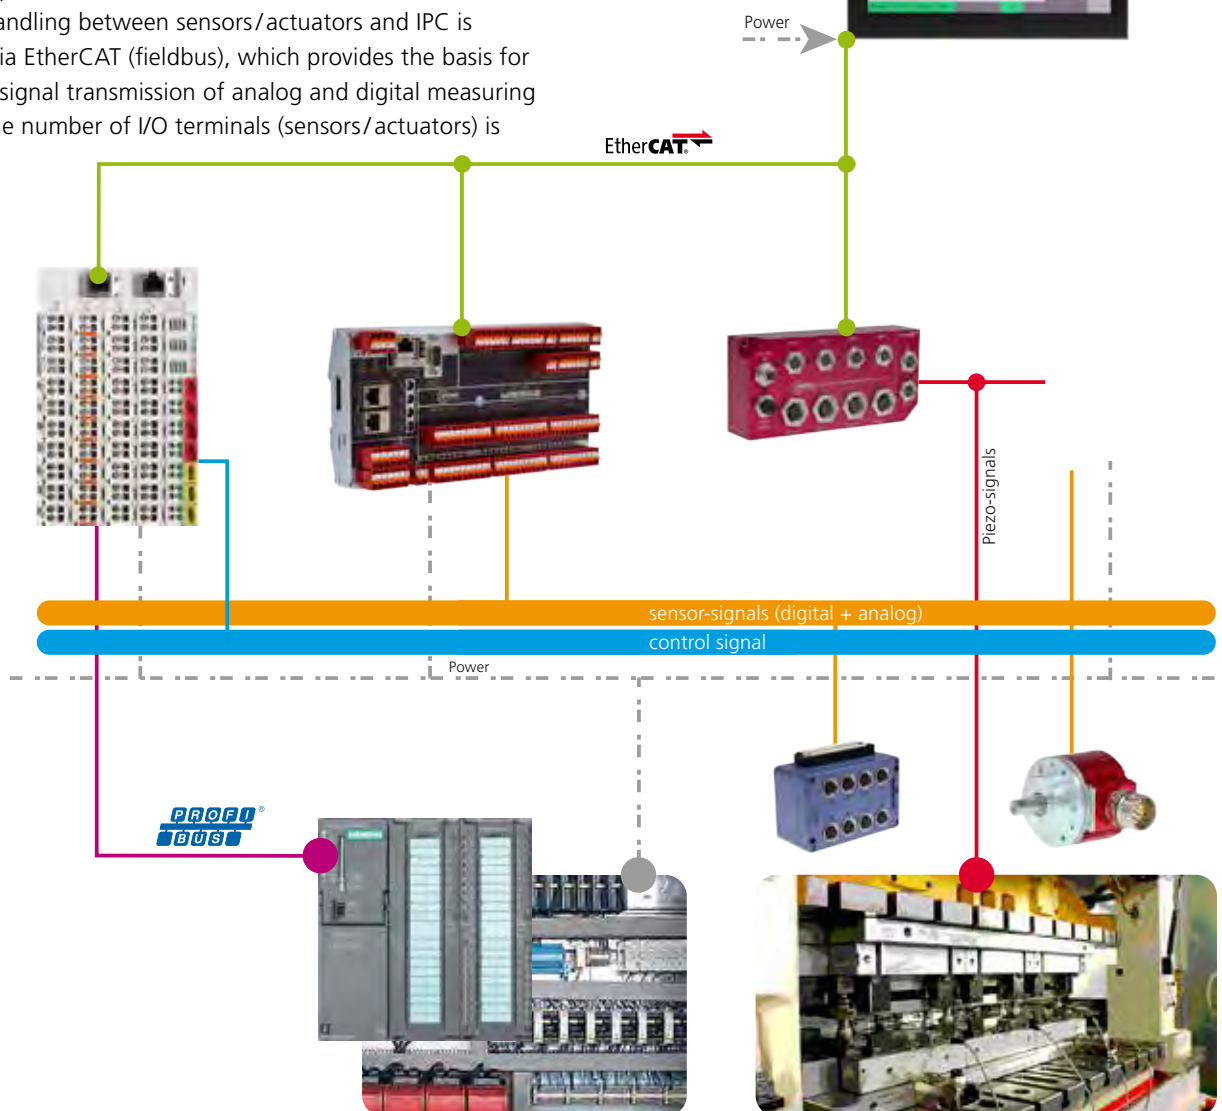 andling between sensors/actuators and IPC is
ia EtherCAT (fieldbus), which provides the basis for
signal transmission of analog and digital measuring
e number of I/O terminals (sensors/actuators) is
Power
EtherCAT®
Piezo-signals
sensor-signals (digital + analog)
control signal
Power
PROFI®
BUS
SIEMENS